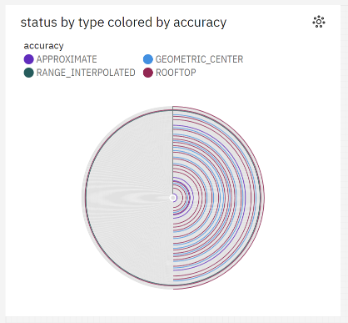 status by type colored by accuracy
accuracy
APPROXIMATE GEOMETRIC_CENTER
RANGE_INTERPOLATED ROOFTOP